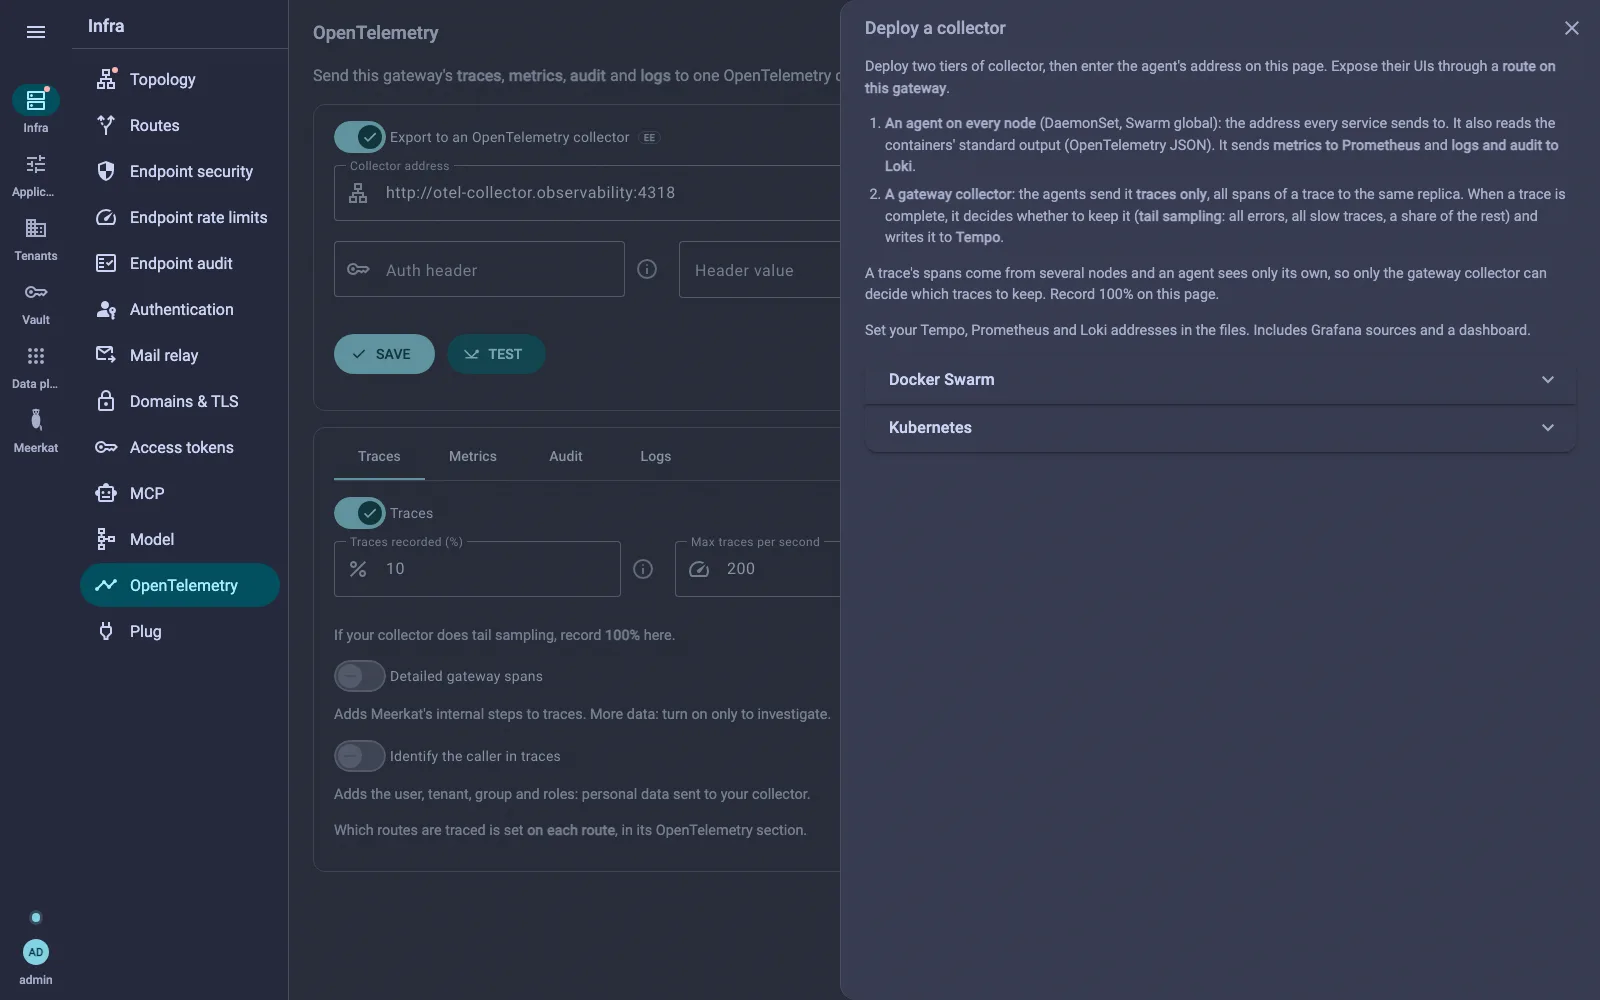 Infra
Applic...
Tenants
Vault
Data pl...
Meerkat
AD
admin
Infra
Topology
Routes
Endpoint security
Endpoint rate limits
Endpoint audit
Authentication
Mail relay
Domains & TLS
Access tokens
MCP
Model
OpenTelemetry
Plug
OpenTelemetry
Send this gateway's traces, metrics, audit and logs to one OpenTelemetry
Export to an OpenTelemetry collector EE
Collector address
http://otel-collector.observability:4318
Auth header
Header value
SAVE
TEST
Traces
Metrics
Audit
Logs
Traces
Traces recorded (%)
10
Max traces per second
200
If your collector does tail sampling, record 100% here.
Detailed gateway spans
Adds Meerkat's internal steps to traces. More data: turn on only to investigate.
Identify the caller in traces
Adds the user, tenant, group and roles: personal data sent to your collector.
Which routes are traced is set on each route, in its OpenTelemetry section.
Deploy a collector
Deploy two tiers of collector, then enter the agent's address on this page. Expose their UIs through a route on
this gateway.
1. An agent on every node (DaemonSet, Swarm global): the address every service sends to. It also reads the
containers' standard output (OpenTelemetry JSON). It sends metrics to Prometheus and logs and audit to
Loki.
2. A gateway collector: the agents send it traces only, all spans of a trace to the same replica. When a trace is
complete, it decides whether to keep it (tail sampling: all errors, all slow traces, a share of the rest) and
writes it to Tempo.
A trace's spans come from several nodes and an agent sees only its own, so only the gateway collector can
decide which traces to keep. Record 100% on this page.
Set your Tempo, Prometheus and Loki addresses in the files. Includes Grafana sources and a dashboard.
Docker Swarm
Kubernetes